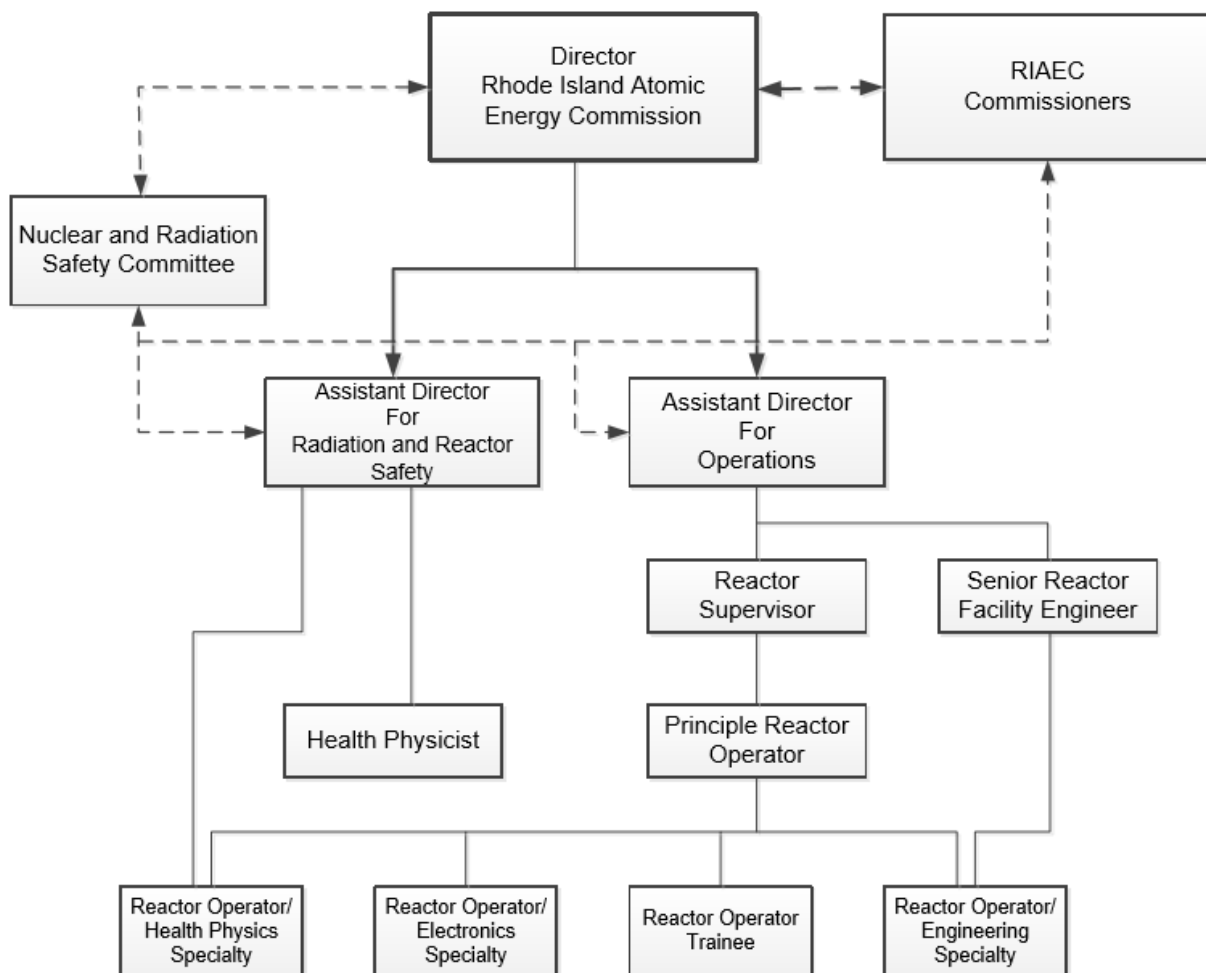 Director
Rhode Island Atomic
Energy Commission
RIAEC
Commissioners
Nuclear and Radiation
Safety Committee
Assistant Director
For
Radiation and Reactor
Safety
Assistant Director
For
Operations
Reactor
Supervisor
Senior Reactor
Facility Engineer
Health Physicist
Principle Reactor
Operator
Reactor Operator/
Health Physics
Specialty
Reactor Operator/
Electronics
Specialty
Reactor Operator
Trainee
Reactor Operator/
Engineering
Specialty